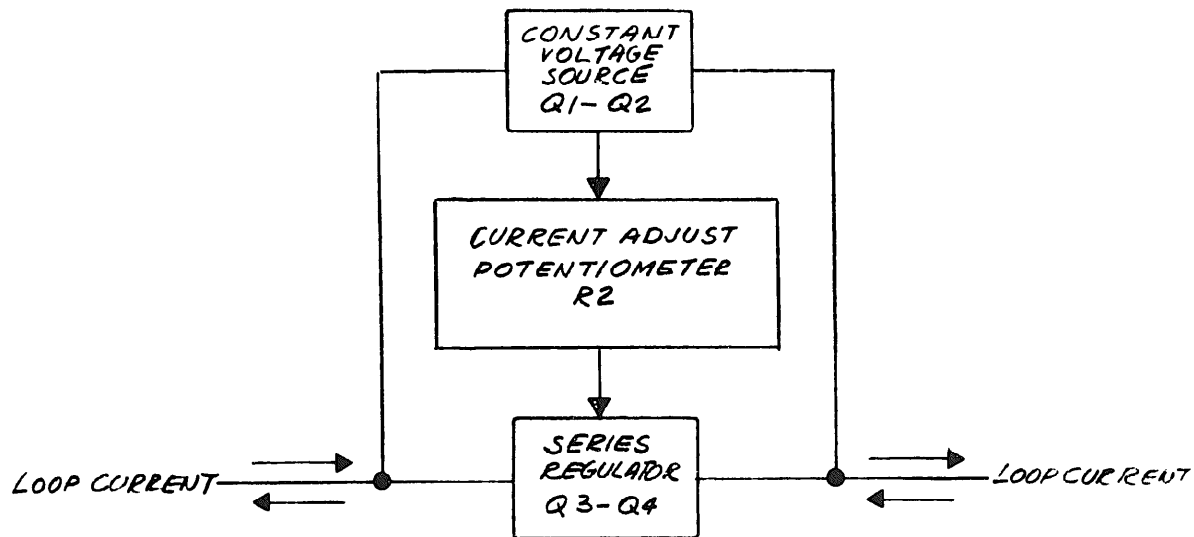 CONSTANT
VOLTAGE
SOURCE
Q1-Q2
CURRENT ADJUST
POTENTIOMETER
R2
SERIES
REGULATOR
Q3-Q4
LOOP CURRENT
LOOP CURRENT